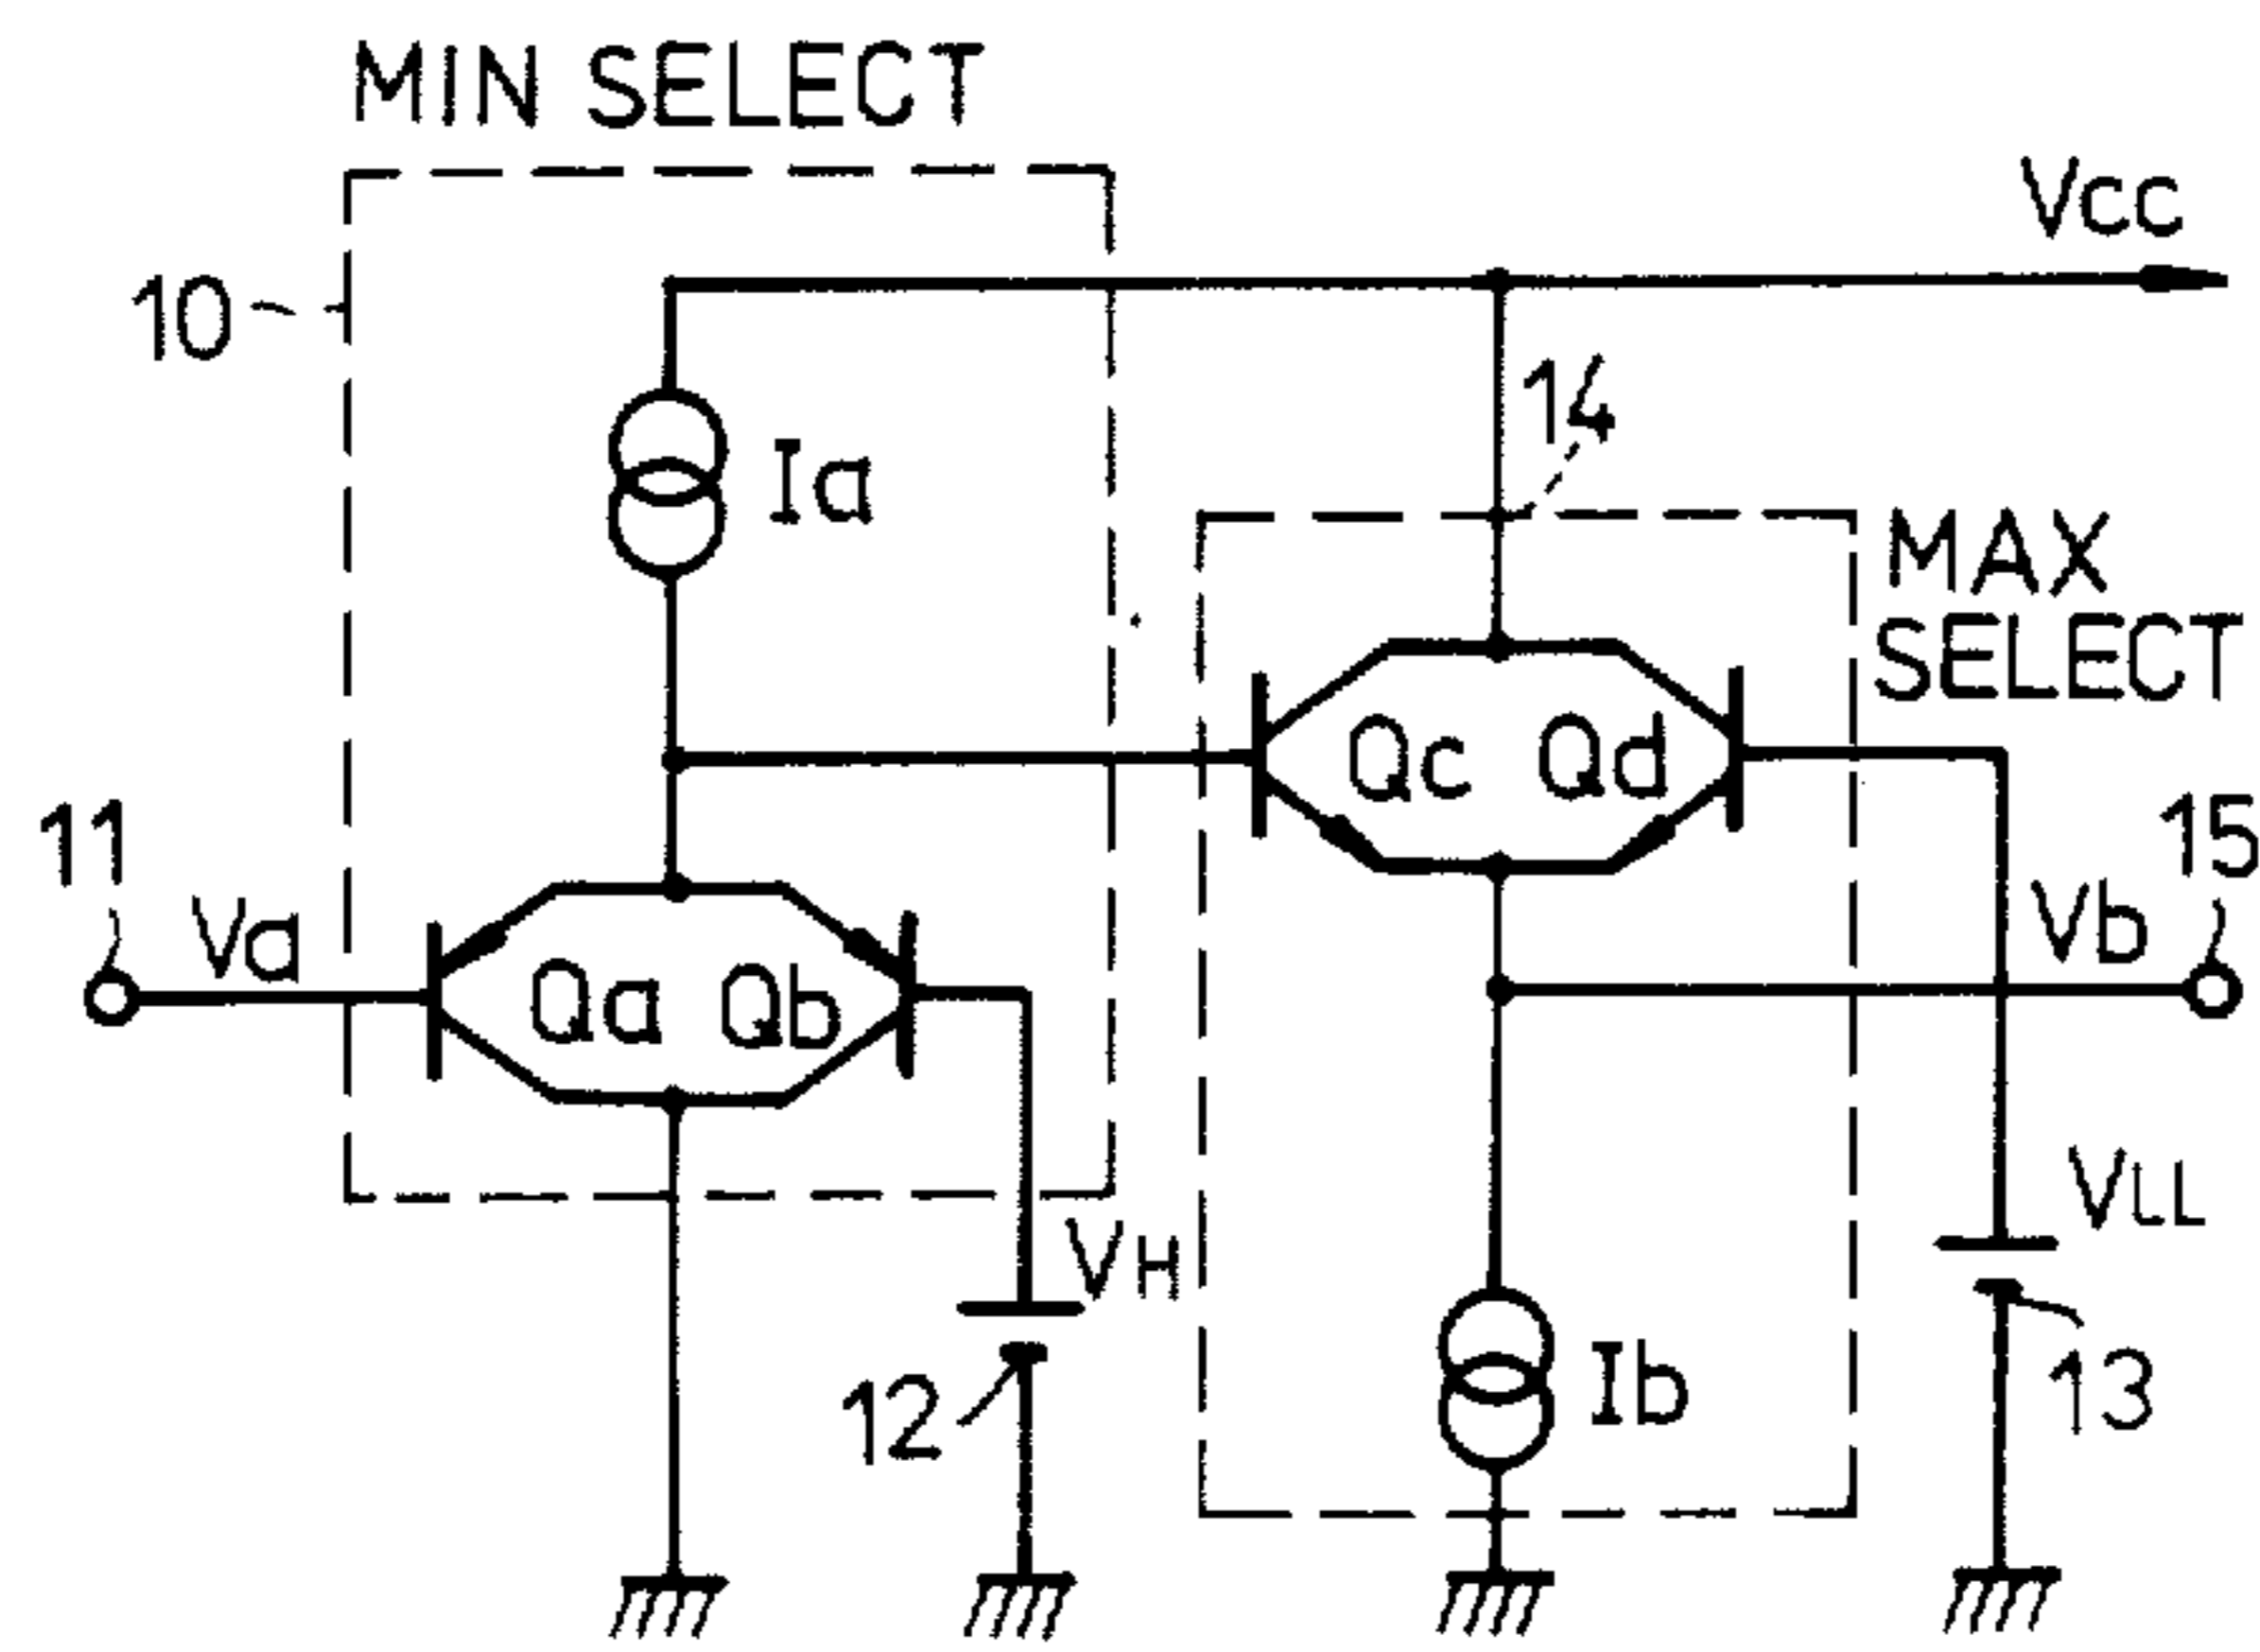 MIN SELECT
Vcc
10
14
Ia
MAX
SELECT
Qc Qd
11
15
Va
Vb
Qa Qb
VLL
VH
Ib
13
12